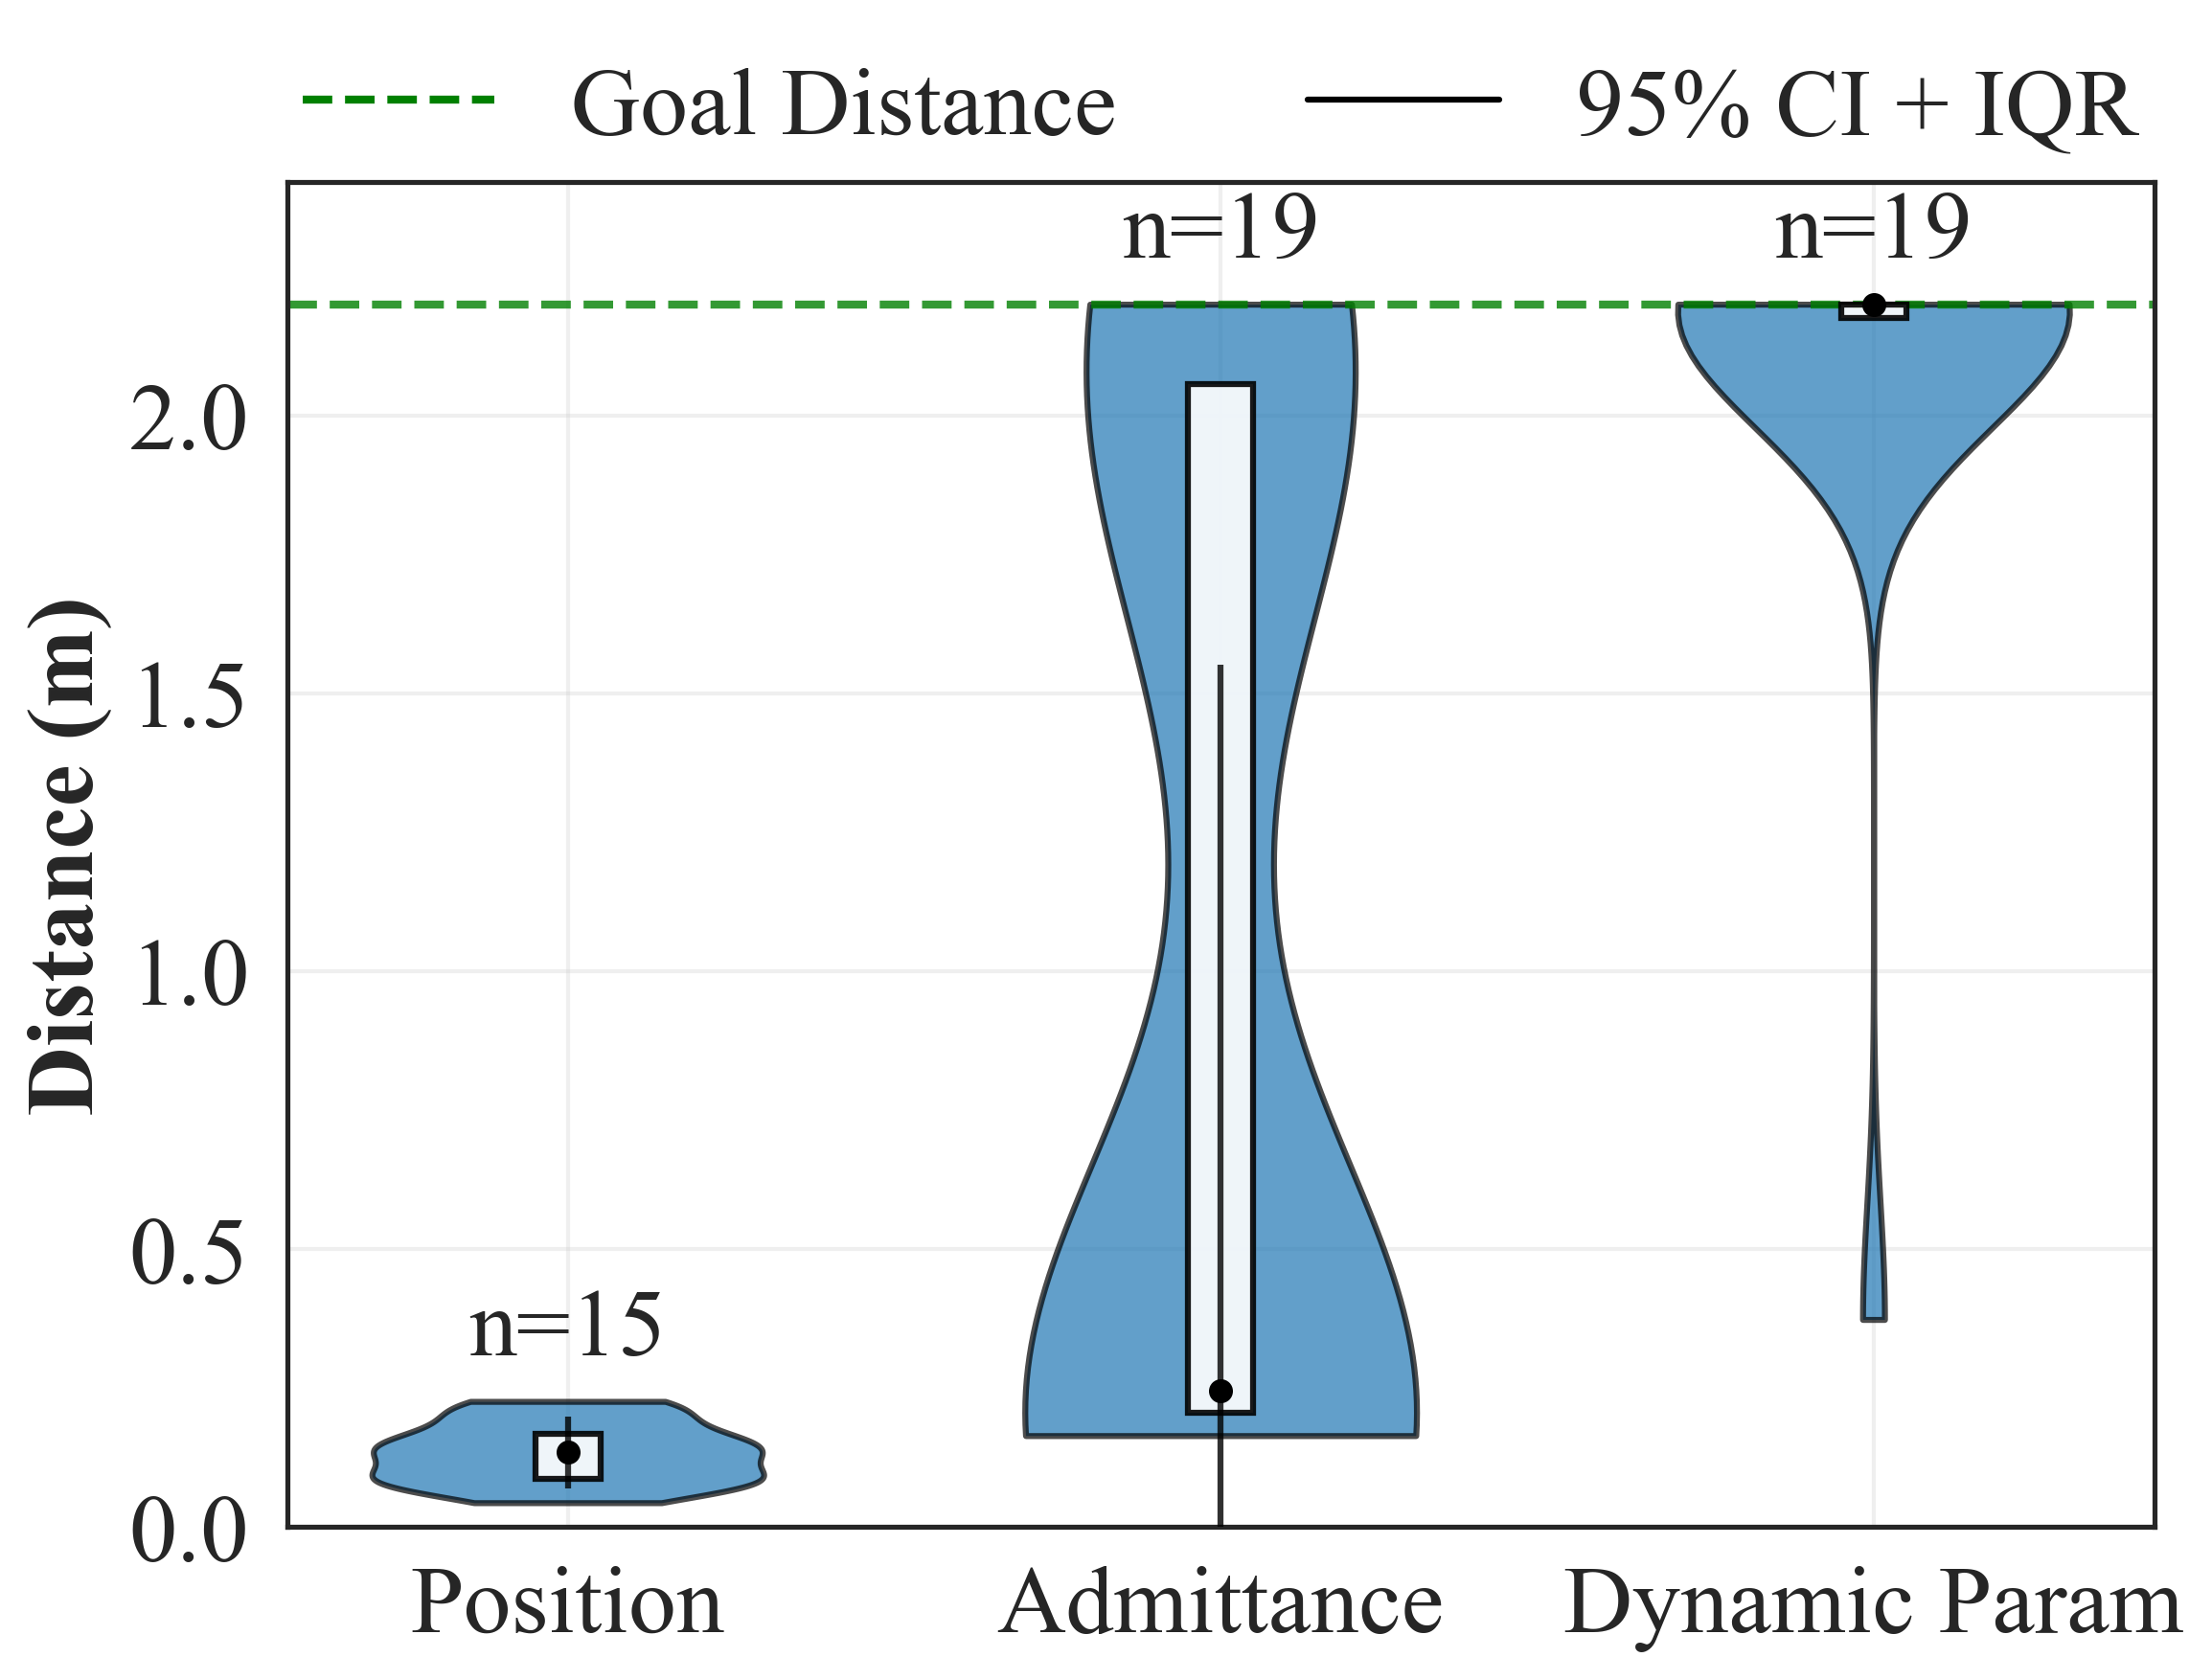 Goal Distance
95% CI + IQR
n=19
n=19
n=15
Distance (m)
2.0
1.5
1.0
0.5
0.0
Position
Admittance
Dynamic Param